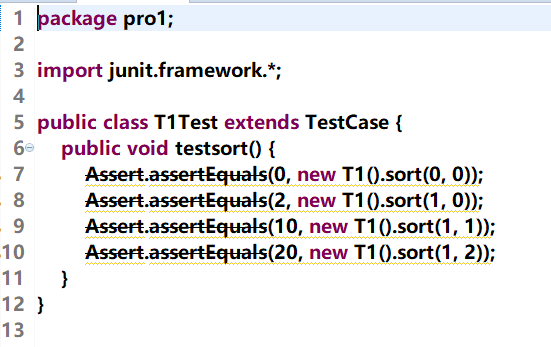 1 package pro1;
2
3 import junit.framework.*;
4
5 public class T1Test extends TestCase {
6 public void testsort() {
7 Assert.assertEquals(0, new T1().sort(0, 0));
8 Assert.assertEquals(2, new T1().sort(1, 0));
9 Assert.assertEquals(10, new T1().sort(1, 1));
10 Assert.assertEquals(20, new T1().sort(1, 2));
11 }
12 }
13